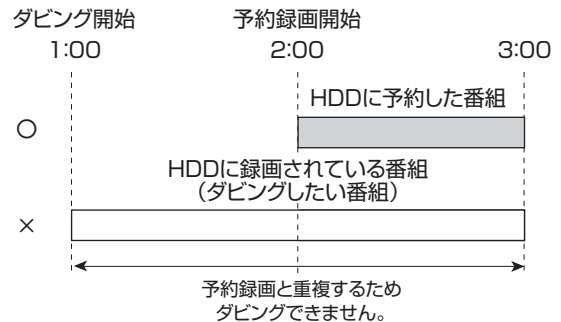 ダビング開始 予約録画開始
1:00 2:00 3:00
HDDに予約した番組
○
HDDに録画されている番組
（ダビングしたい番組）
×
予約録画と重複するため
ダビングできません。